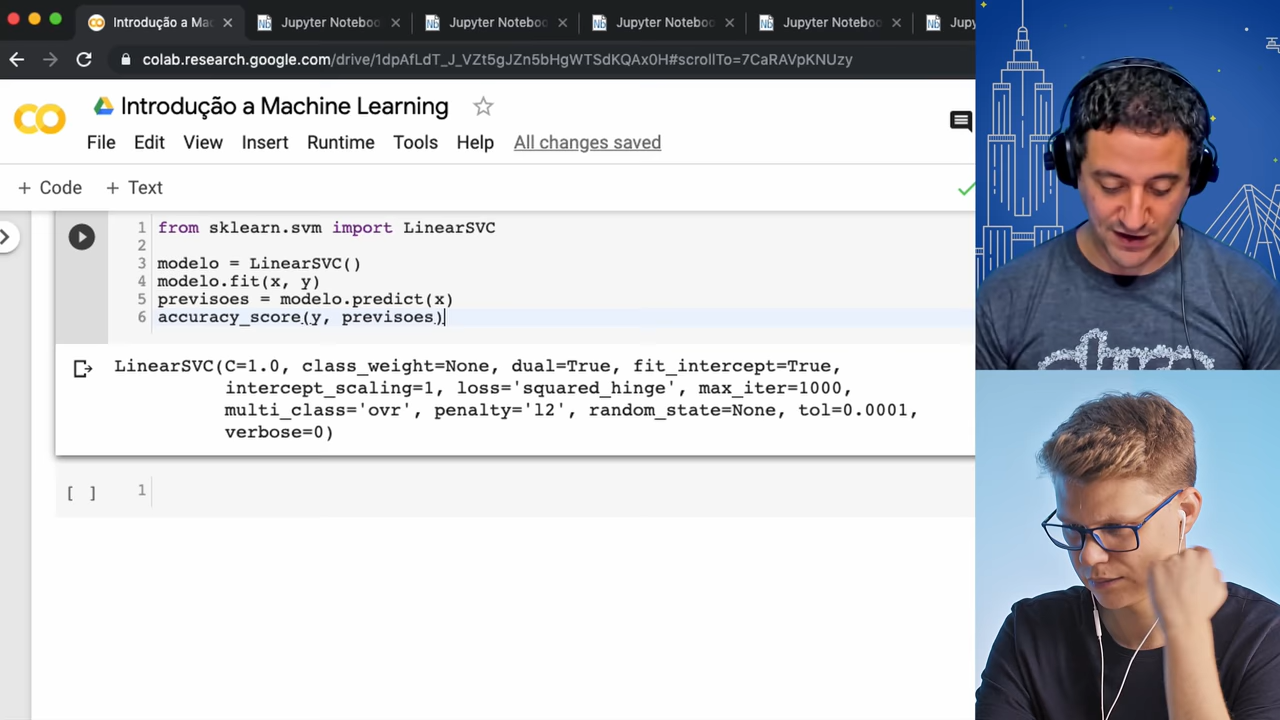 Introdução a Mac
Jupyter Noteboo
Jupyter Noteboo
Jupyter Noteboo
Jupyter Noteboo
Jupy
colab.research.google.com/drive/1dpAfLdT_J_VZt5gJZn5bHgWTSdKQAx0H#scrollTo=7CaRAVpKNUzy
CO Introdução a Machine Learning
File Edit View Insert Runtime Tools Help All changes saved
+ Code + Text
1 from sklearn.svm import LinearSVC
2
3 modelo = LinearSVC()
4 modelo.fit(x, y)
5 previsoes = modelo.predict(x)
6 accuracy_score(y, previsoes)
LinearSVC(C=1.0, class_weight=None, dual=True, fit_intercept=True,
intercept_scaling=1, loss='squared_hinge', max_iter=1000,
multi_class='ovr', penalty='l2', random_state=None, tol=0.0001,
verbose=0)
[ ] 1